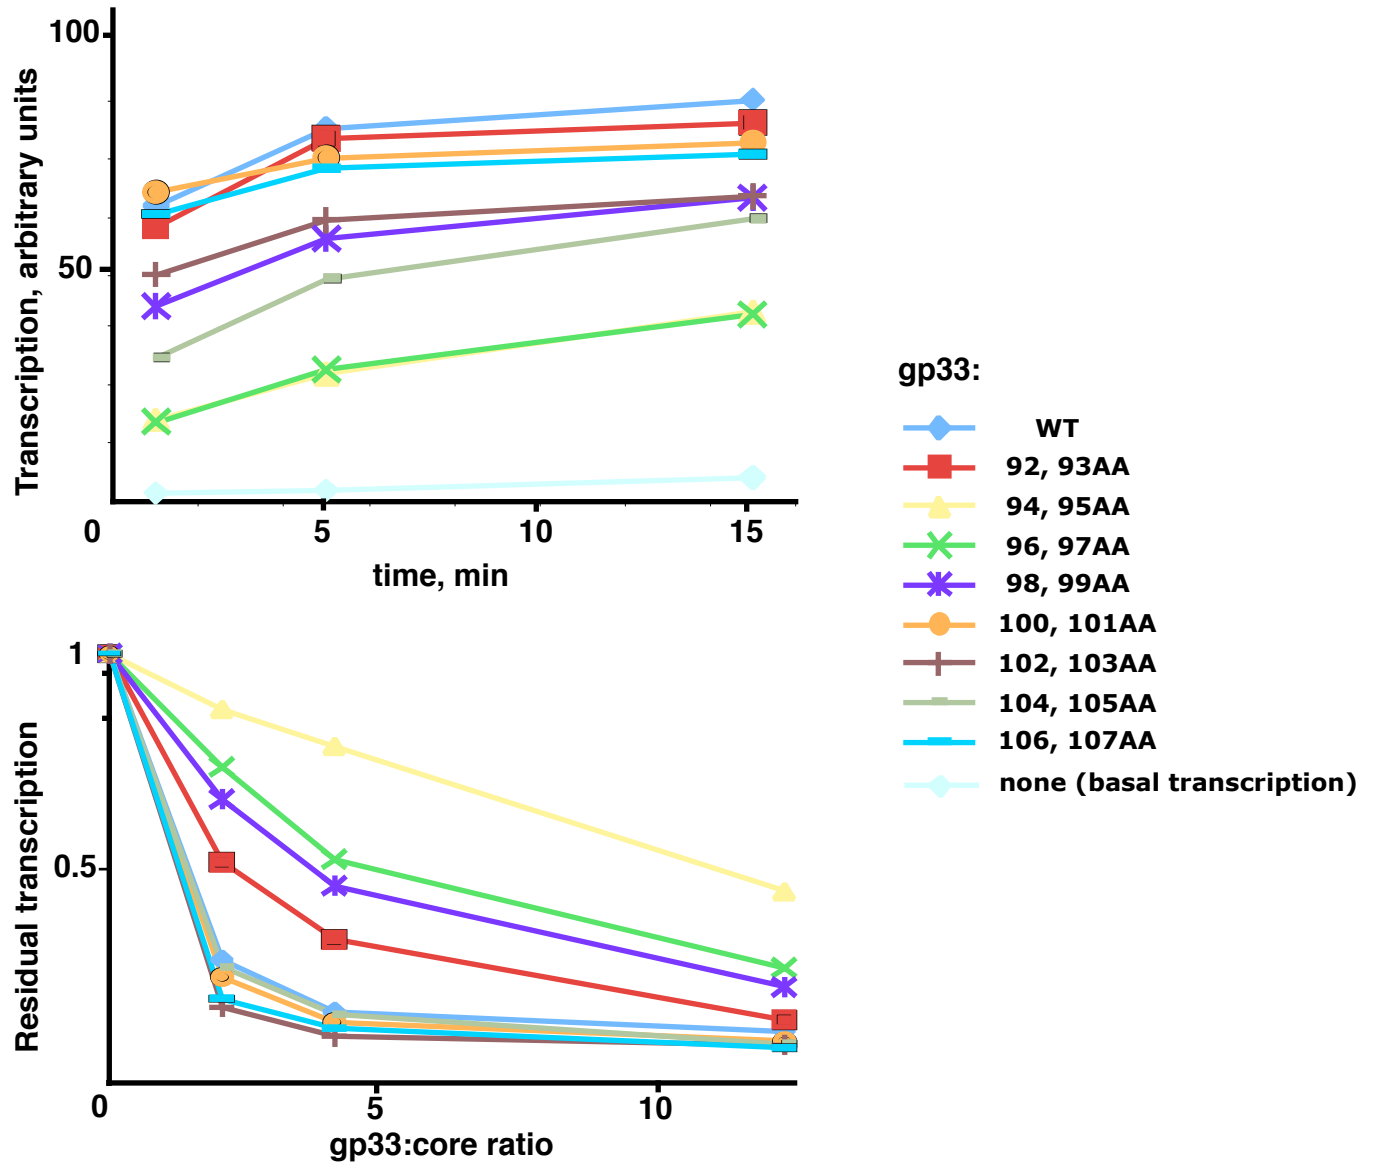 100
50
0
5
10
15
Transcription, arbitrary units
time, min
gp33:
WT
92, 93AA
94, 95AA
96, 97AA
98, 99AA
100, 101AA
102, 103AA
104, 105AA
106, 107AA
none (basal transcription)
1
0.5
0
5
10
Residual transcription
gp33:core ratio